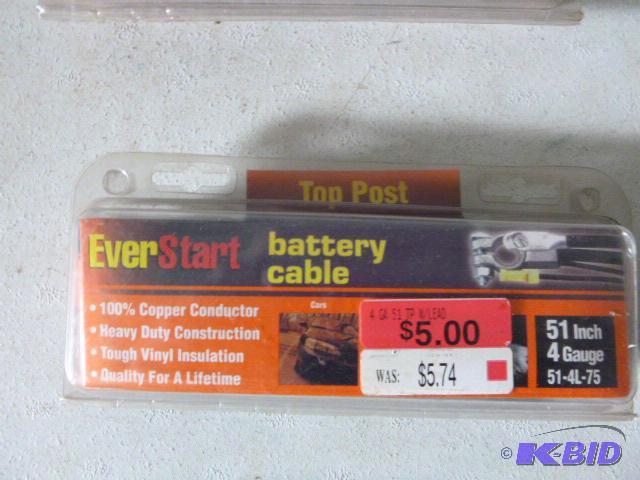 Top Post
EverStart battery cable
• 100% Copper Conductor
• Heavy Duty Construction
• Tough Vinyl Insulation
• Quality For A Lifetime
Cars
4 GA 51 TP W/LEAD
$5.00
WAS: $5.74
51 Inch
4 Gauge
51-4L-75
© K-BID